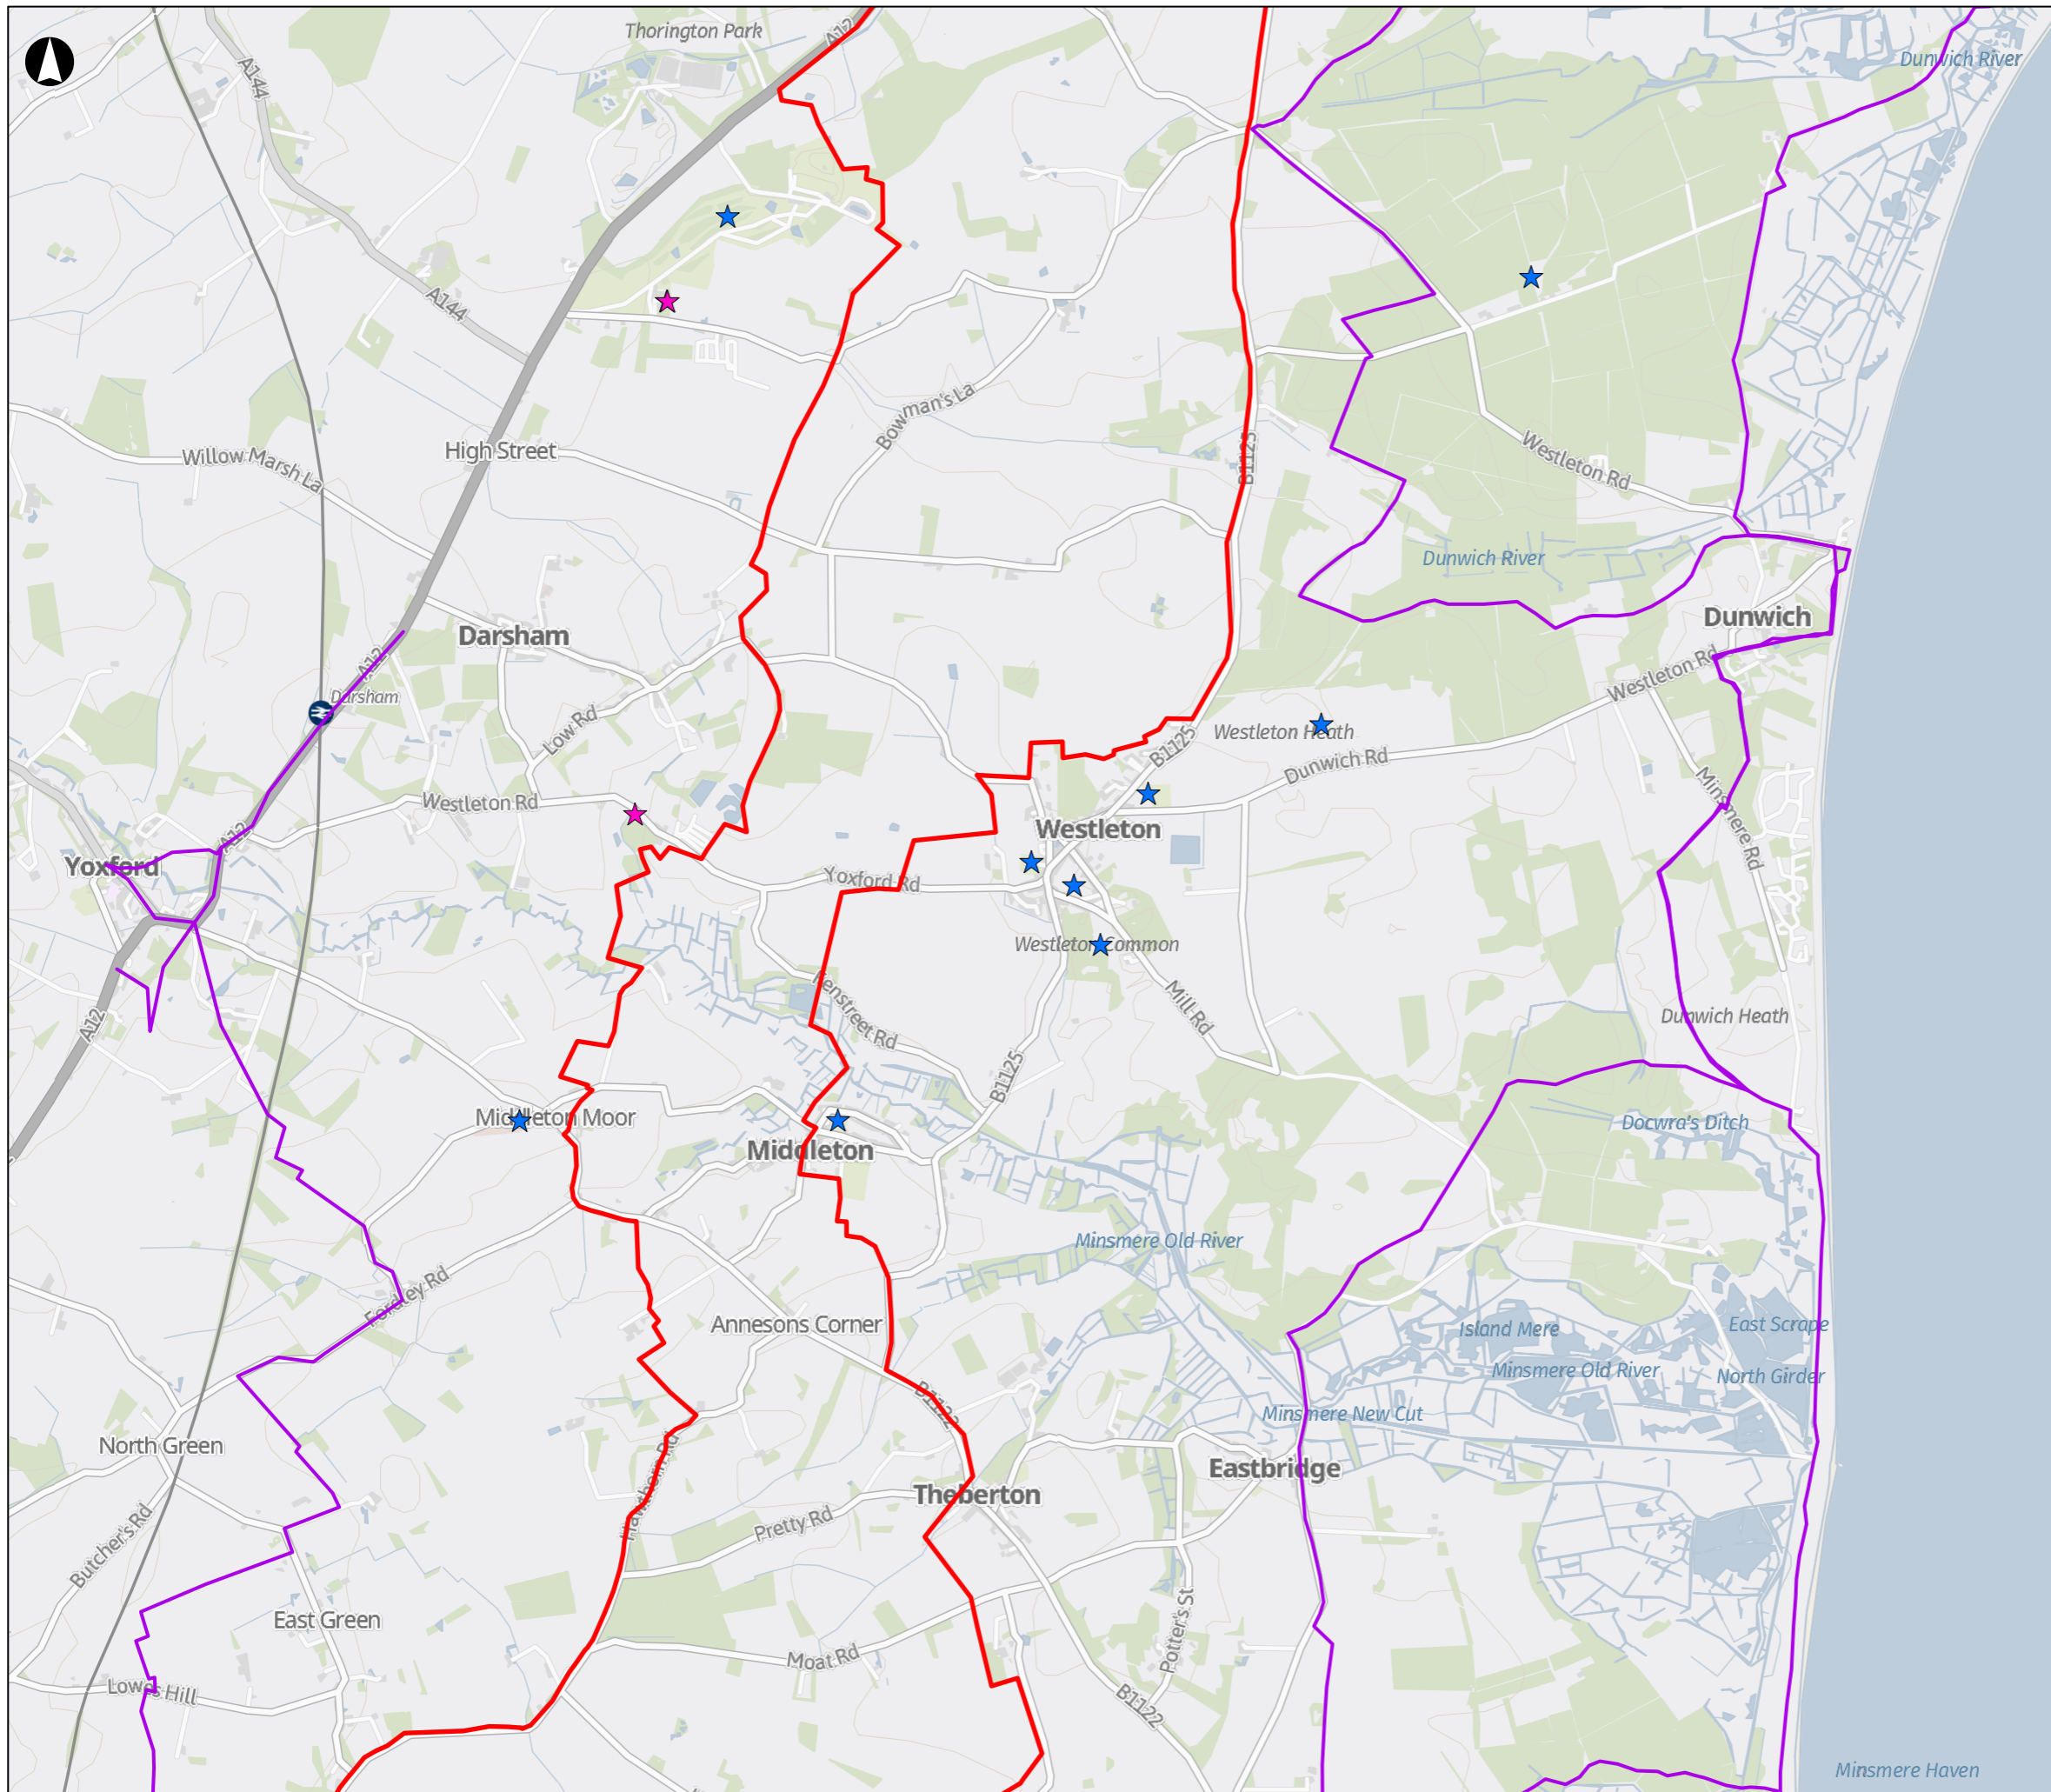 Thorington Park
A12
Dunwich River
A144
A144
High Street
Bowman's La
Willow Marsh La
B1125
Westleton Rd
Dunwich River
Dunwich
Darsham
A12
Darsham
Westleton Rd
Low Rd
Westleton Heath
B1125
Dunwich Rd
Minsmere Rd
Westleton Rd
A12
Westleton
Yoxford
Yoxford Rd
Westleton Common
Mill Rd
Kenstreet Rd
Dunwich Heath
A12
B1125
Middleton Moor
Docwra's Ditch
Middleton
Minsmere Old River
Fordley Rd
Annesons Corner
Island Mere
East Scrape
Minsmere Old River
North Girder
B1122
Minsmere New Cut
North Green
Eastbridge
Hawthorn Rd
Theberton
Pretty Rd
Butcher's Rd
East Green
Potter's St
Moat Rd
Lowes Hill
B1122
Minsmere Haven